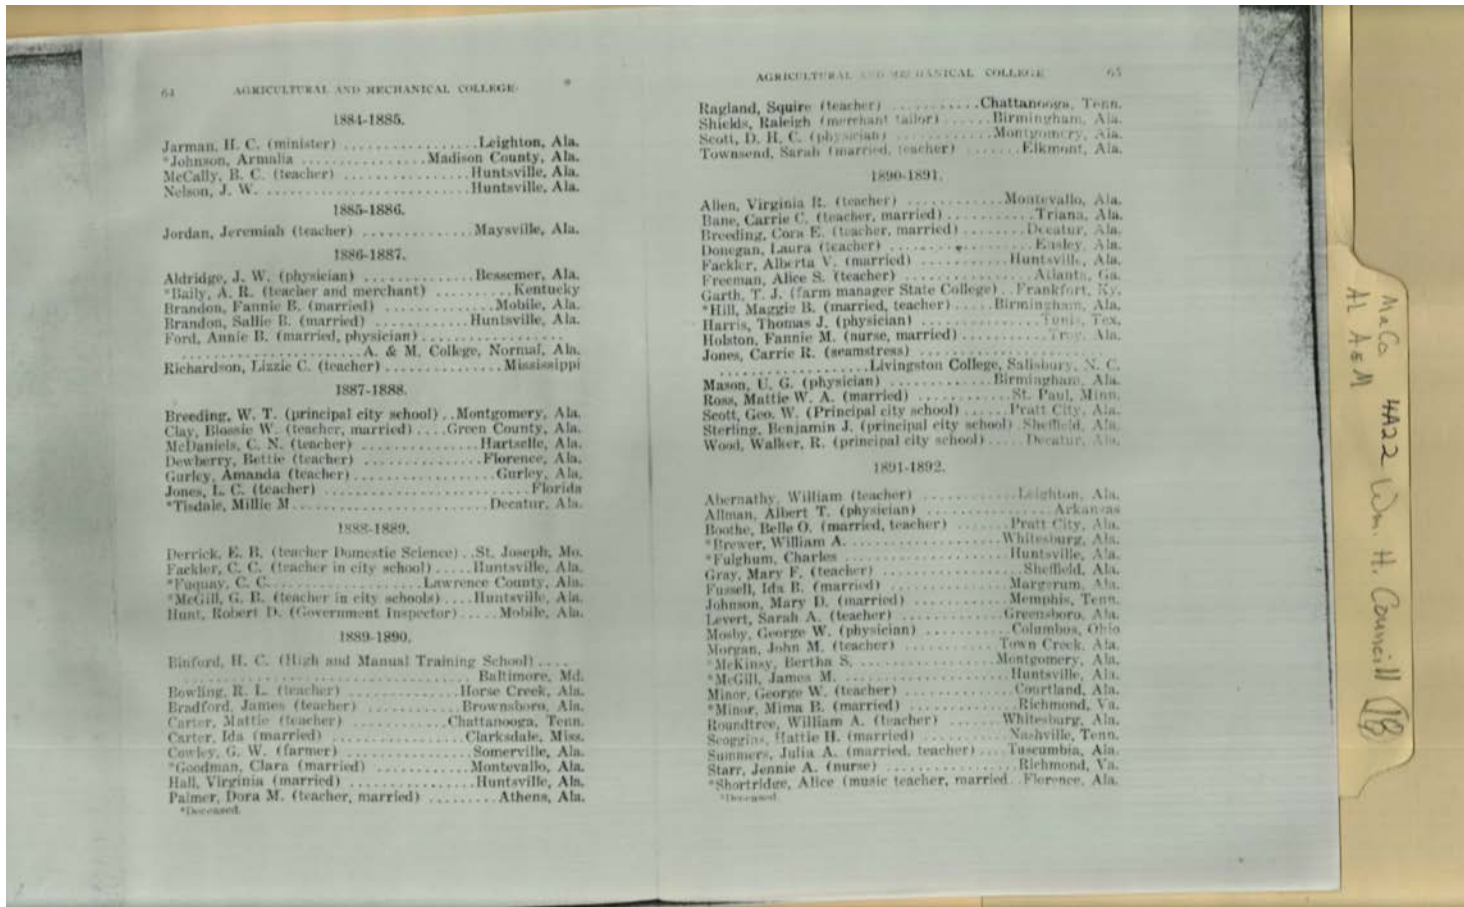 64 AGRICULTURAL AND MECHANICAL COLLEGE
1884-1885.
Jarman, H. C. (minister) .................Leighton, Ala.
*Johnson, Armalia ................Madison County, Ala.
McCally, B. C. (teacher) ................Huntsville, Ala.
Nelson, J. W. ...........................Huntsville, Ala.
1885-1886.
Jordan, Jeremiah (teacher) ..............Maysville, Ala.
1886-1887.
Aldridge, J. W. (physician) ..............Bessemer, Ala.
*Baily, A. R. (teacher and merchant) ..........Kentucky
Brandon, Fannie E. (married) ..............Mobile, Ala.
Brandon, Sallie B. (married) ............Huntsville, Ala.
Ford, Annie B. (married, physician)..................
.......................A. & M. College, Normal, Ala.
Richardson, Lizzie C. (teacher) ...............Mississippi
1887-1888.
Breeding, W. T. (principal city school) ..Montgomery, Ala.
Clay, Blossie W. (teacher, married) ....Green County, Ala.
McDaniels, C. N. (teacher) ................Hartselle, Ala.
Dewberry, Bettie (teacher) ...............Florence, Ala.
Gurley, Amanda (teacher)..................Gurley, Ala.
Jones, L. C. (teacher) ..........................Florida
*Tisdale, Millie M.........................Decatur, Ala.
1888-1889.
Derrick, E. B. (teacher Domestic Science) ..St. Joseph, Mo.
Fackler, C. C. (teacher in city school) .....Huntsville, Ala.
*Fuquay, C. C...................Lawrence County, Ala.
*McGill, G. B. (teacher in city schools) ....Huntsville, Ala.
Hunt, Robert D. (Government Inspector) .....Mobile, Ala.
1889-1890.
Binford, H. C. (High and Manual Training School) ....
.......................................Baltimore, Md.
Bowling, R. L. (teacher) ...............Horse Creek, Ala.
Bradford, James (teacher) ..............Brownsboro, Ala.
Carter, Mattie (teacher) ............Chattanooga, Tenn.
Carter, Ida (married) ..................Clarksdale, Miss.
Cowley, G. W. (farmer) .................Somerville, Ala.
*Goodman, Clara (married) ..............Montevallo, Ala.
Hall, Virginia (married) ................Huntsville, Ala.
Palmer, Dora M. (teacher, married) .........Athens, Ala.
*Deceased.
AGRICULTURAL AND MECHANICAL COLLEGE 65
Ragland, Squire (teacher) ...........Chattanooga, Tenn.
Shields, Raleigh (merchant tailor) ......Birmingham, Ala.
Scott, D. H. C. (physician) .............Montgomery, Ala.
Townsend, Sarah (married, teacher) .......Elkmont, Ala.
1890-1891.
Allen, Virginia R. (teacher) ............Montevallo, Ala.
Bane, Carrie C. (teacher, married) ...........Triana, Ala.
Breeding, Cora E. (teacher, married) ........Decatur, Ala.
Donegan, Laura (teacher) ..................Easley, Ala.
Fackler, Alberta V. (married) ............Huntsville, Ala.
Freeman, Alice S. (teacher) ................Atlanta, Ga.
Garth, T. J. (farm manager State College) ..Frankfort, Ky.
*Hill, Maggie B. (married, teacher) .....Birmingham, Ala.
Harris, Thomas J. (physician) ...............Tex.
Holston, Fannie M. (nurse, married) ...........Troy, Ala.
Jones, Carrie R. (seamstress) ........................
...................Livingston College, Salisbury, N. C.
Mason, U. G. (physician) .............Birmingham, Ala.
Ross, Mattie W. A. (married) .............St. Paul, Minn.
Scott, Geo. W. (Principal city school) ......Pratt City, Ala.
Sterling, Benjamin J. (principal city school) Sheffield, Ala.
Wood, Walker, R. (principal city school) .....Decatur, Ala.
1891-1892.
Abernathy, William (teacher) ............Leighton, Ala.
Allman, Albert T. (physician) .................Arkansas
Boothe, Belle O. (married, teacher) .......Pratt City, Ala.
*Brewer, William A. ....................Whitesburg, Ala.
*Fulghum, Charles .....................Huntsville, Ala.
Gray, Mary F. (teacher) ...................Sheffield, Ala.
Fussell, Ida B. (married) ................Margerum, Ala.
Johnson, Mary D. (married) .............Memphis, Tenn.
Levert, Sarah A. (teacher) ..............Greensboro, Ala.
Mosby, George W. (physician) ...........Columbos, Ohio
Morgan, John M. (teacher) ............Town Creek, Ala.
*McKinsy, Bertha S. ..................Montgomery, Ala.
*McGill, James M. ......................Huntsville, Ala.
Minor, George W. (teacher) .............Courtland, Ala.
*Minor, Mima B. (married) ...............Richmond, Va.
Roundtree, William A. (teacher) .......Whitesburg, Ala.
Scoggins, Hattie H. (married) ............Nashville, Tenn.
Summers, Julia A. (married, teacher) ....Tuscumbia, Ala.
Starr, Jennie A. (nurse) ..................Richmond, Va.
*Shortridge, Alice (music teacher, married ..Florence, Ala.
*Deceased.
MaCo 4A22 Wm. H. Councill 18
AL A&M